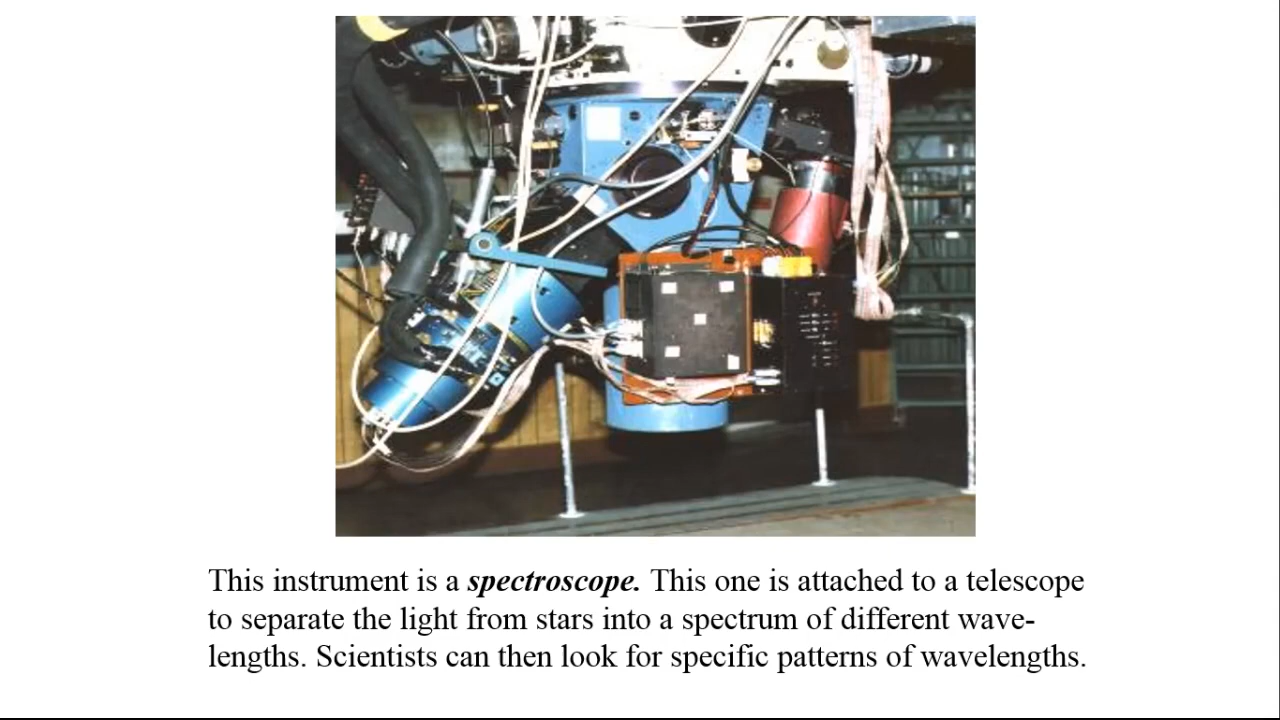 This instrument is a spectroscope. This one is attached to a telescope
to separate the light from stars into a spectrum of different wave-
lengths. Scientists can then look for specific patterns of wavelengths.